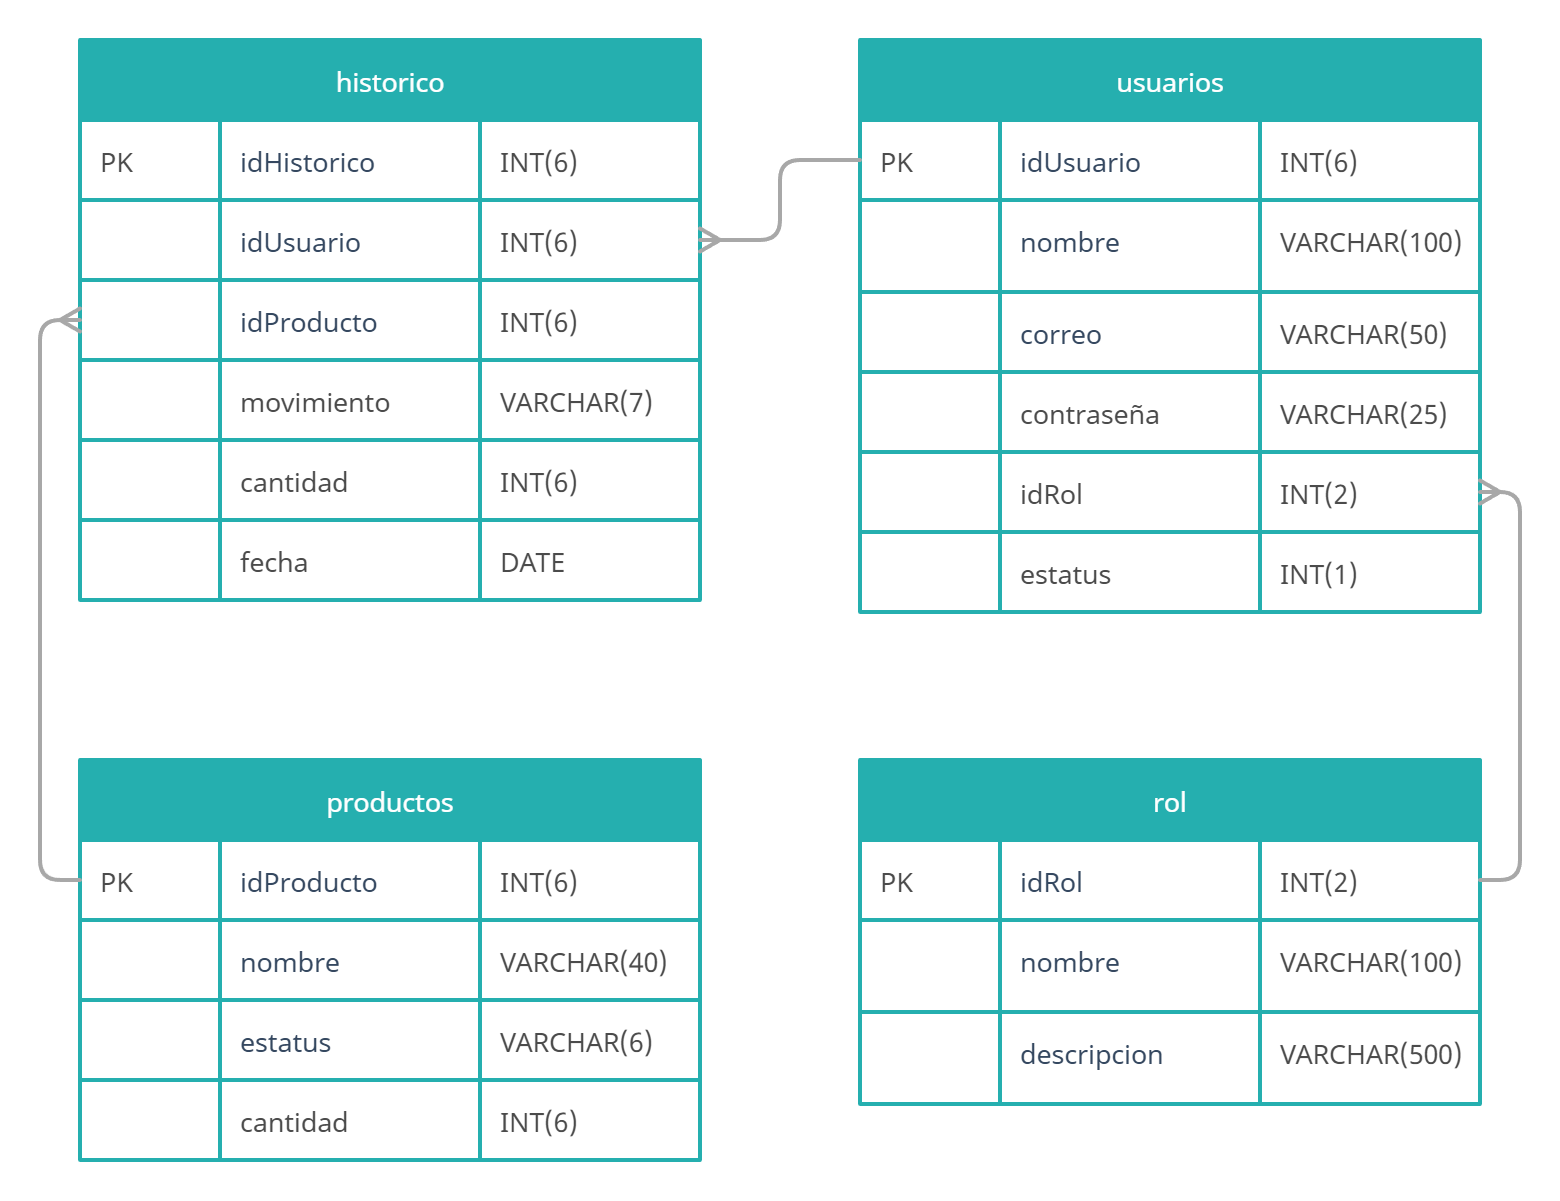 historico
PK idHistorico INT(6)
idUsuario INT(6)
idProducto INT(6)
movimiento VARCHAR(7)
cantidad INT(6)
fecha DATE
usuarios
PK idUsuario INT(6)
nombre VARCHAR(100)
correo VARCHAR(50)
contraseña VARCHAR(25)
idRol INT(2)
estatus INT(1)
productos
PK idProducto INT(6)
nombre VARCHAR(40)
estatus VARCHAR(6)
cantidad INT(6)
rol
PK idRol INT(2)
nombre VARCHAR(100)
descripcion VARCHAR(500)